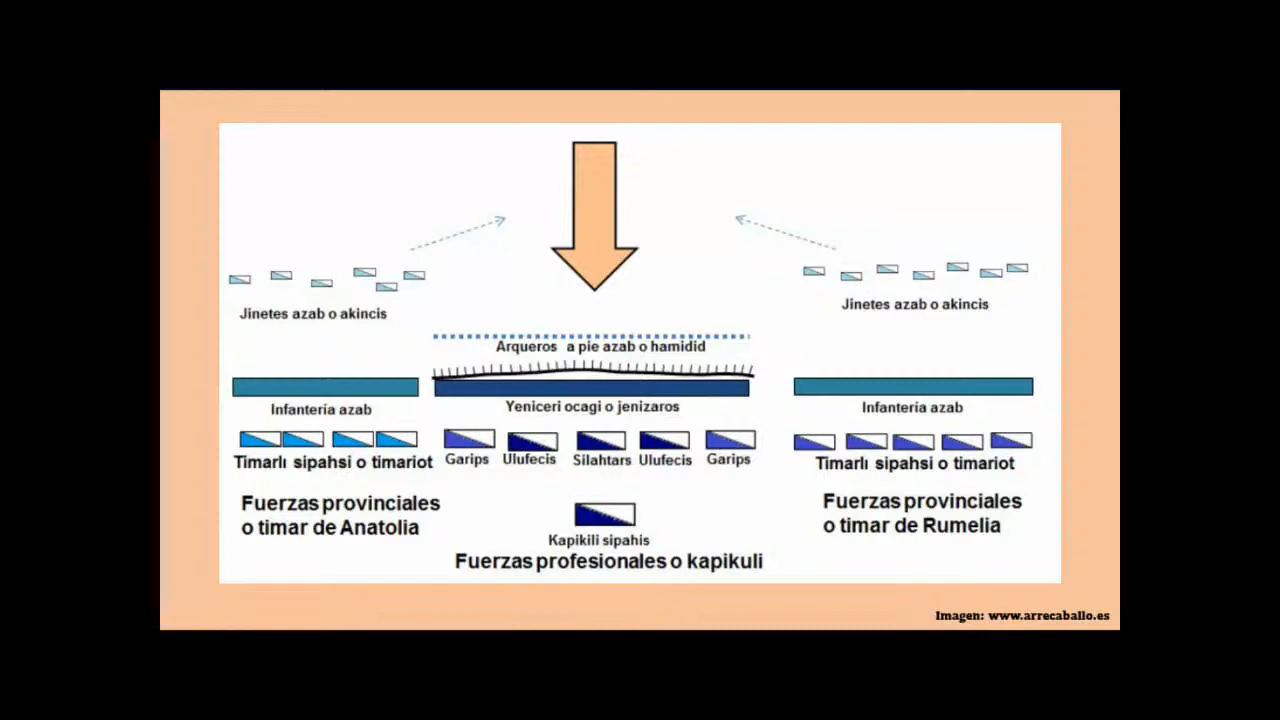 Jinetes azab o akincis
Jinetes azab o akincis
Arqueros a pie azab o hamidid
Infantería azab
Yeniceri ocagi o jenizaros
Infantería azab
Timarlı sipahsi o timariot
Garips
Ulufecis
Silahtars
Ulufecis
Garips
Timarlı sipahsi o timariot
Fuerzas provinciales
o timar de Anatolia
Kapikili sipahis
Fuerzas profesionales o kapikuli
Fuerzas provinciales
o timar de Rumelia
Imagen: www.arrecaballo.es